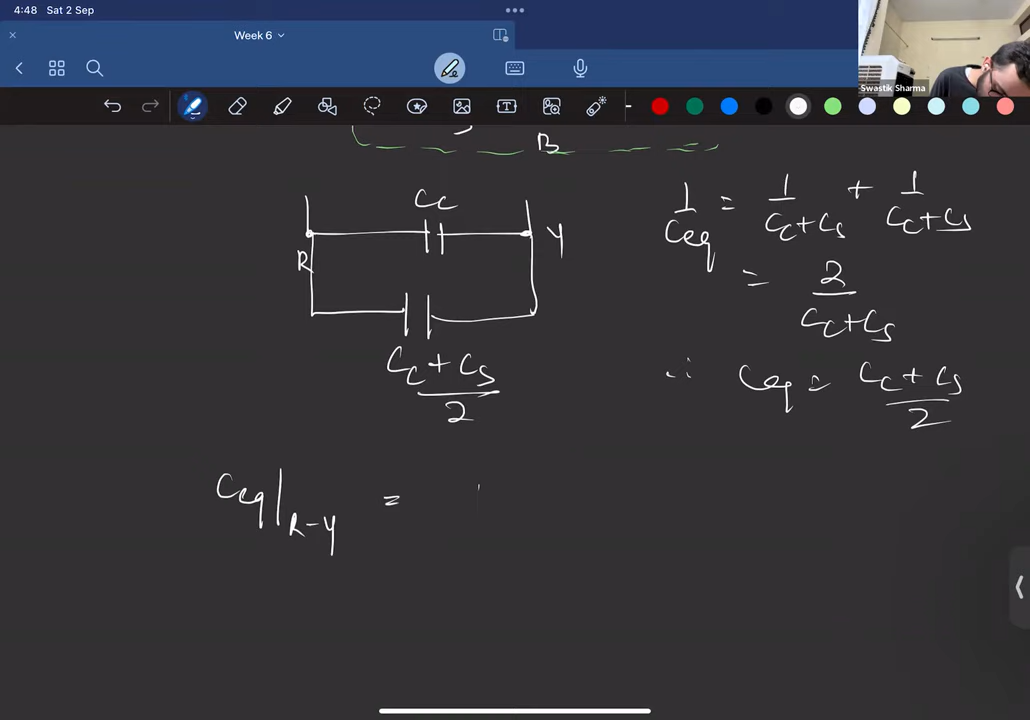 4:48 Sat 2 Sep
Week 6
Swastik Sharma
B
Cc
R
Y
Cc + Cs
2
1/Ceq = 1/(Cc+Cs) + 1/(Cc+Cs)
= 2/(Cc+Cs)
∴ Ceq = (Cc + Cs)/2
Ceq|R-Y =